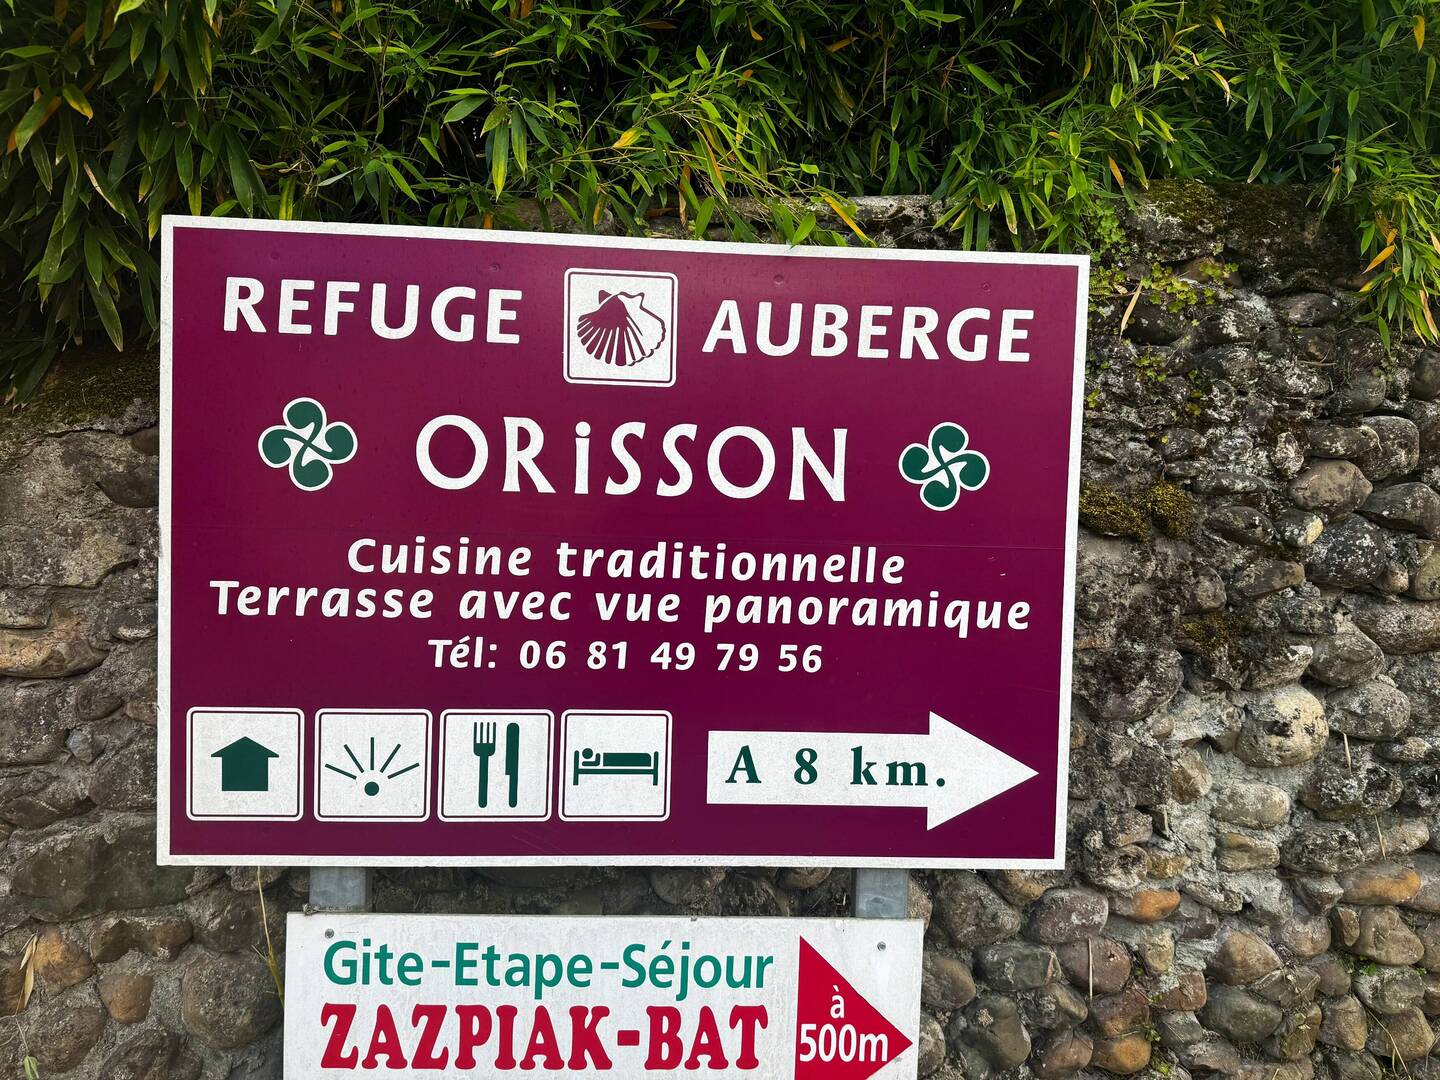 REFUGE AUBERGE
ORiSSON
Cuisine traditionnelle
Terrasse avec vue panoramique
Tél: 06 81 49 79 56
A 8 km.
Gite-Etape-Séjour
ZAZPIAK-BAT
à
500m